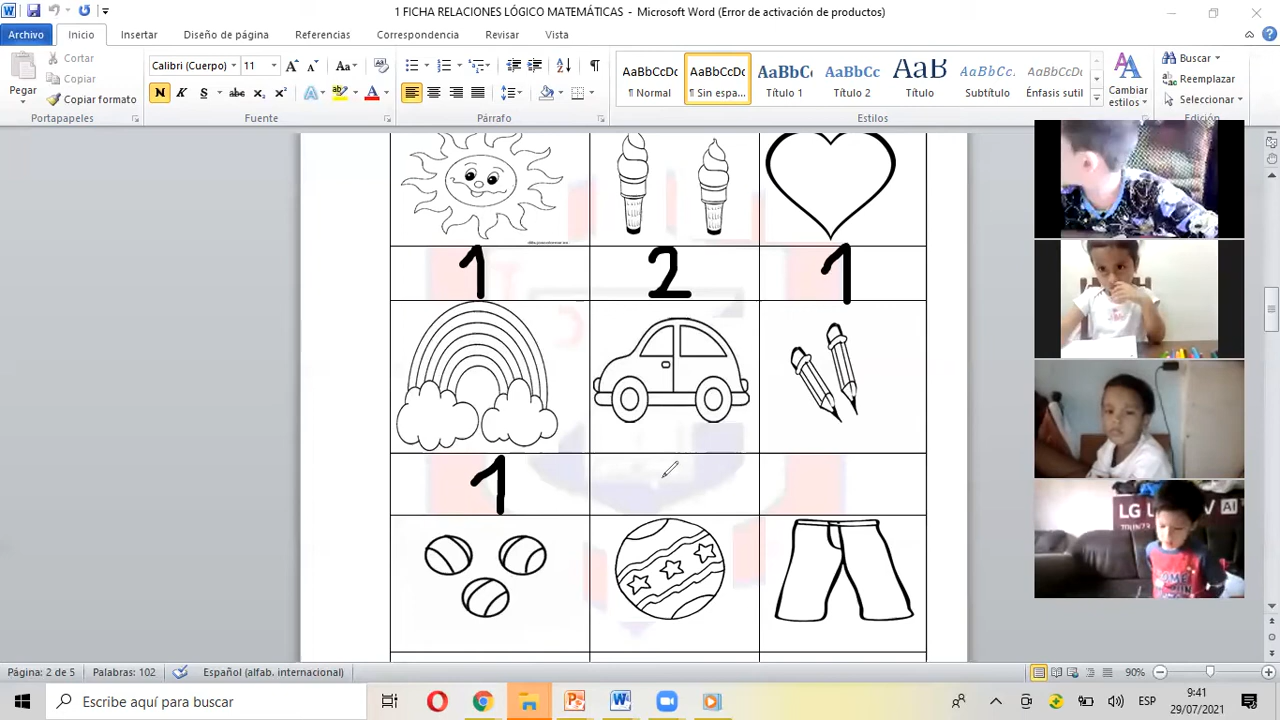 1 FICHA RELACIONES LÓGICO MATEMÁTICAS - Microsoft Word (Error de activación de productos)
Archivo Inicio Insertar Diseño de página Referencias Correspondencia Revisar Vista
Pegar
Cortar
Copiar
Copiar formato
Portapapeles
Calibri (Cuerpo) 11
Fuente
Párrafo
AaBbCcDc AaBbCcDc AaBbC AaBbCc AaB AaBbCc. AaBbCcDc
¶ Normal ¶ Sin espa... Título 1 Título 2 Título Subtítulo Énfasis sutil
Cambiar estilos
Estilos
Buscar
Reemplazar
Seleccionar
Edición
1 2 1
1
LG
AI
Página: 2 de 5 Palabras: 102 Español (alfab. internacional) 90%
Escribe aquí para buscar
ESP
9:41
29/07/2021